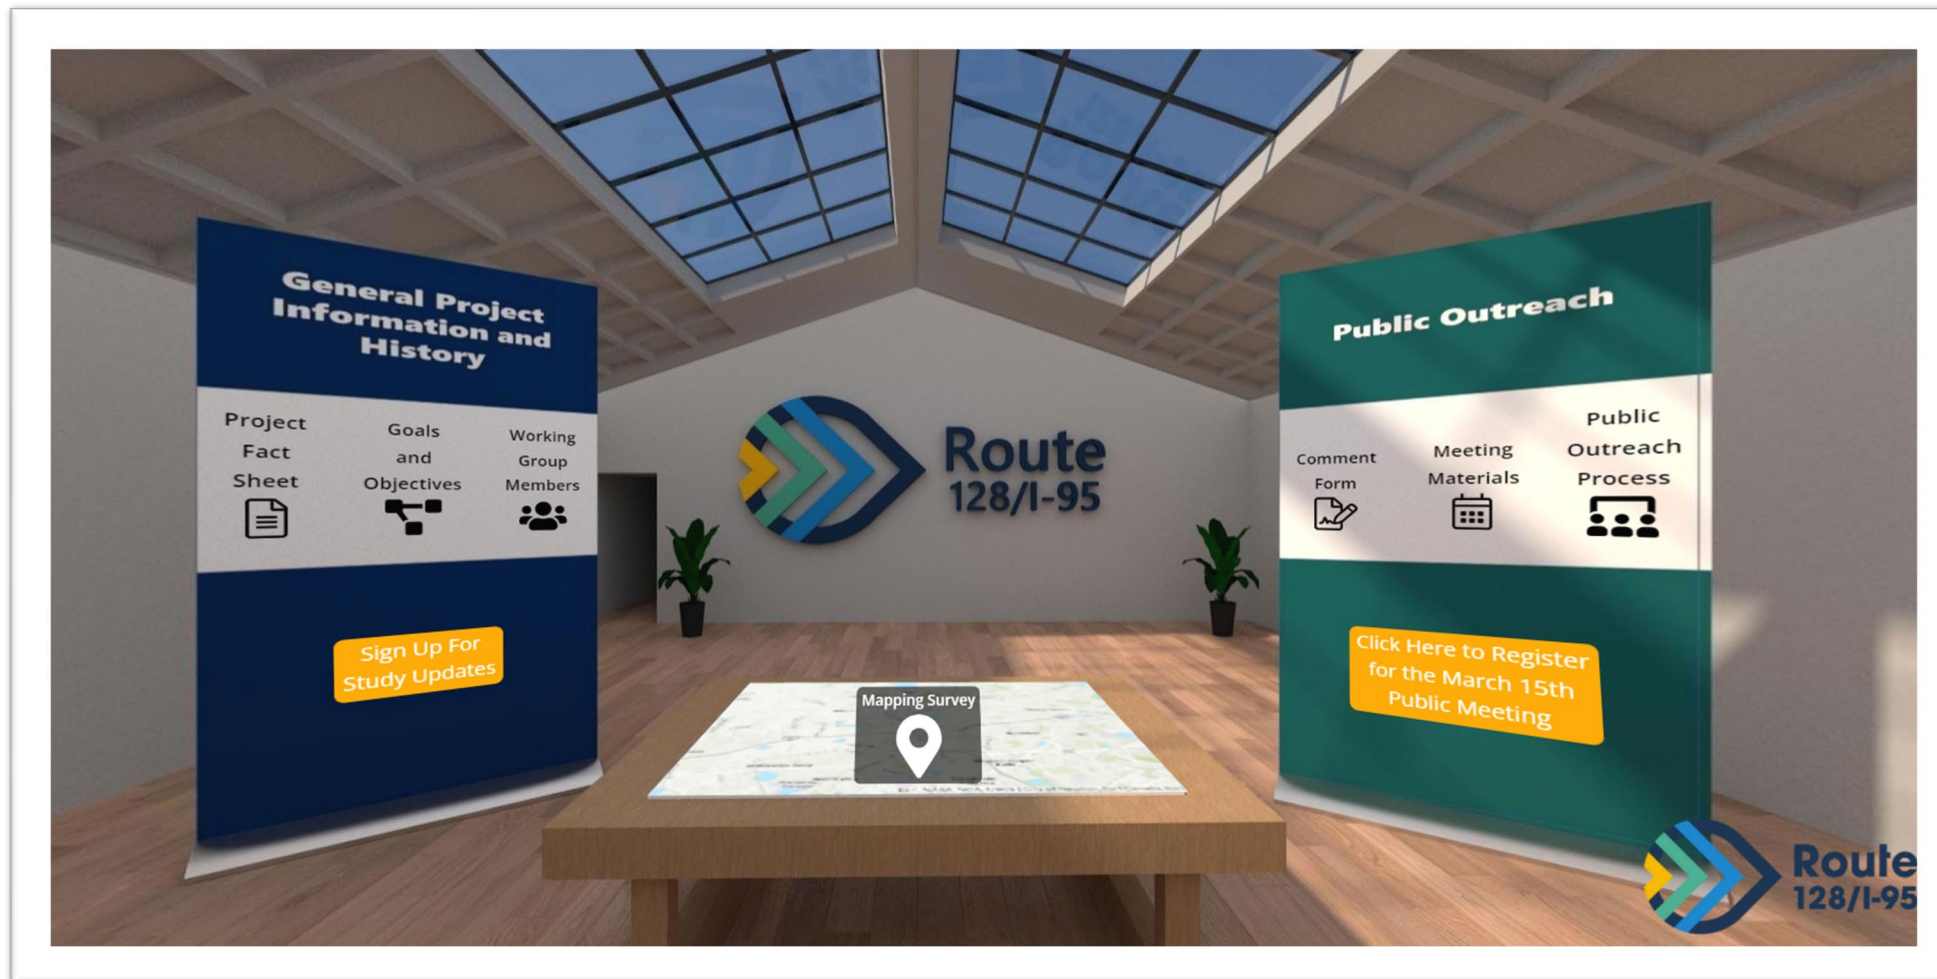 General Project
Information and
History
Project
Fact
Sheet
Goals
and
Objectives
Working
Group
Members
Sign Up For
Study Updates
Route
128/I-95
Mapping Survey
Public Outreach
Comment
Form
Meeting
Materials
Public
Outreach
Process
Click Here to Register
for the March 15th
Public Meeting
Route
128/I-95